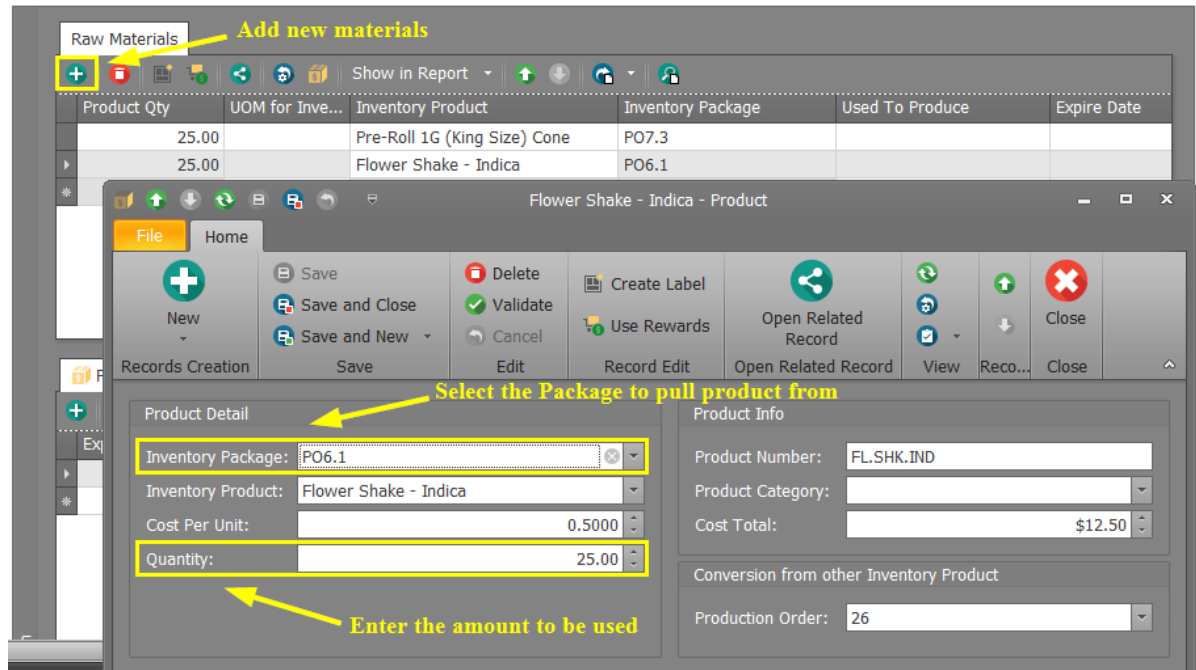 Raw Materials
Add new materials
Show in Report
Product Qty UOM for Inve... Inventory Product Inventory Package Used To Produce Expire Date
25.00 Pre-Roll 1G (King Size) Cone PO7.3
25.00 Flower Shake - Indica PO6.1
Flower Shake - Indica - Product
File Home
New
Records Creation
Save
Save and Close
Save and New
Save
Delete
Validate
Cancel
Edit
Create Label
Use Rewards
Record Edit
Open Related
Record
Open Related Record
View
Reco...
Close
Close
Select the Package to pull product from
Product Detail
Inventory Package: PO6.1
Inventory Product: Flower Shake - Indica
Cost Per Unit: 0.5000
Quantity: 25.00
Enter the amount to be used
Product Info
Product Number: FL.SHK.IND
Product Category:
Cost Total: $12.50
Conversion from other Inventory Product
Production Order: 26